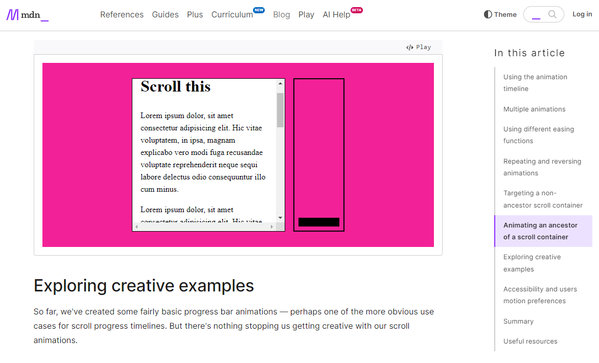 mdn_
References Guides Plus Curriculum NEW Blog Play AI Help BETA
Theme
Log in
Play
Scroll this
Lorem ipsum dolor, sit amet
consectetur adipisicing elit. Hic vitae
voluptatem, in ipsa, magnam
explicabo vero modi fuga recusandae
voluptate reprehenderit neque sequi
labore delectus odio consequuntur illo
cum minus.
Lorem ipsum dolor, sit amet
consectetur adipisicing elit. Hic vitae
Exploring creative examples
So far, we've created some fairly basic progress bar animations — perhaps one of the more obvious use
cases for scroll progress timelines. But there's nothing stopping us getting creative with our scroll
animations.
In this article
Using the animation
timeline
Multiple animations
Using different easing
functions
Repeating and reversing
animations
Targeting a non-
ancestor scroll container
Animating an ancestor
of a scroll container
Exploring creative
examples
Accessibility and users
motion preferences
Summary
Useful resources